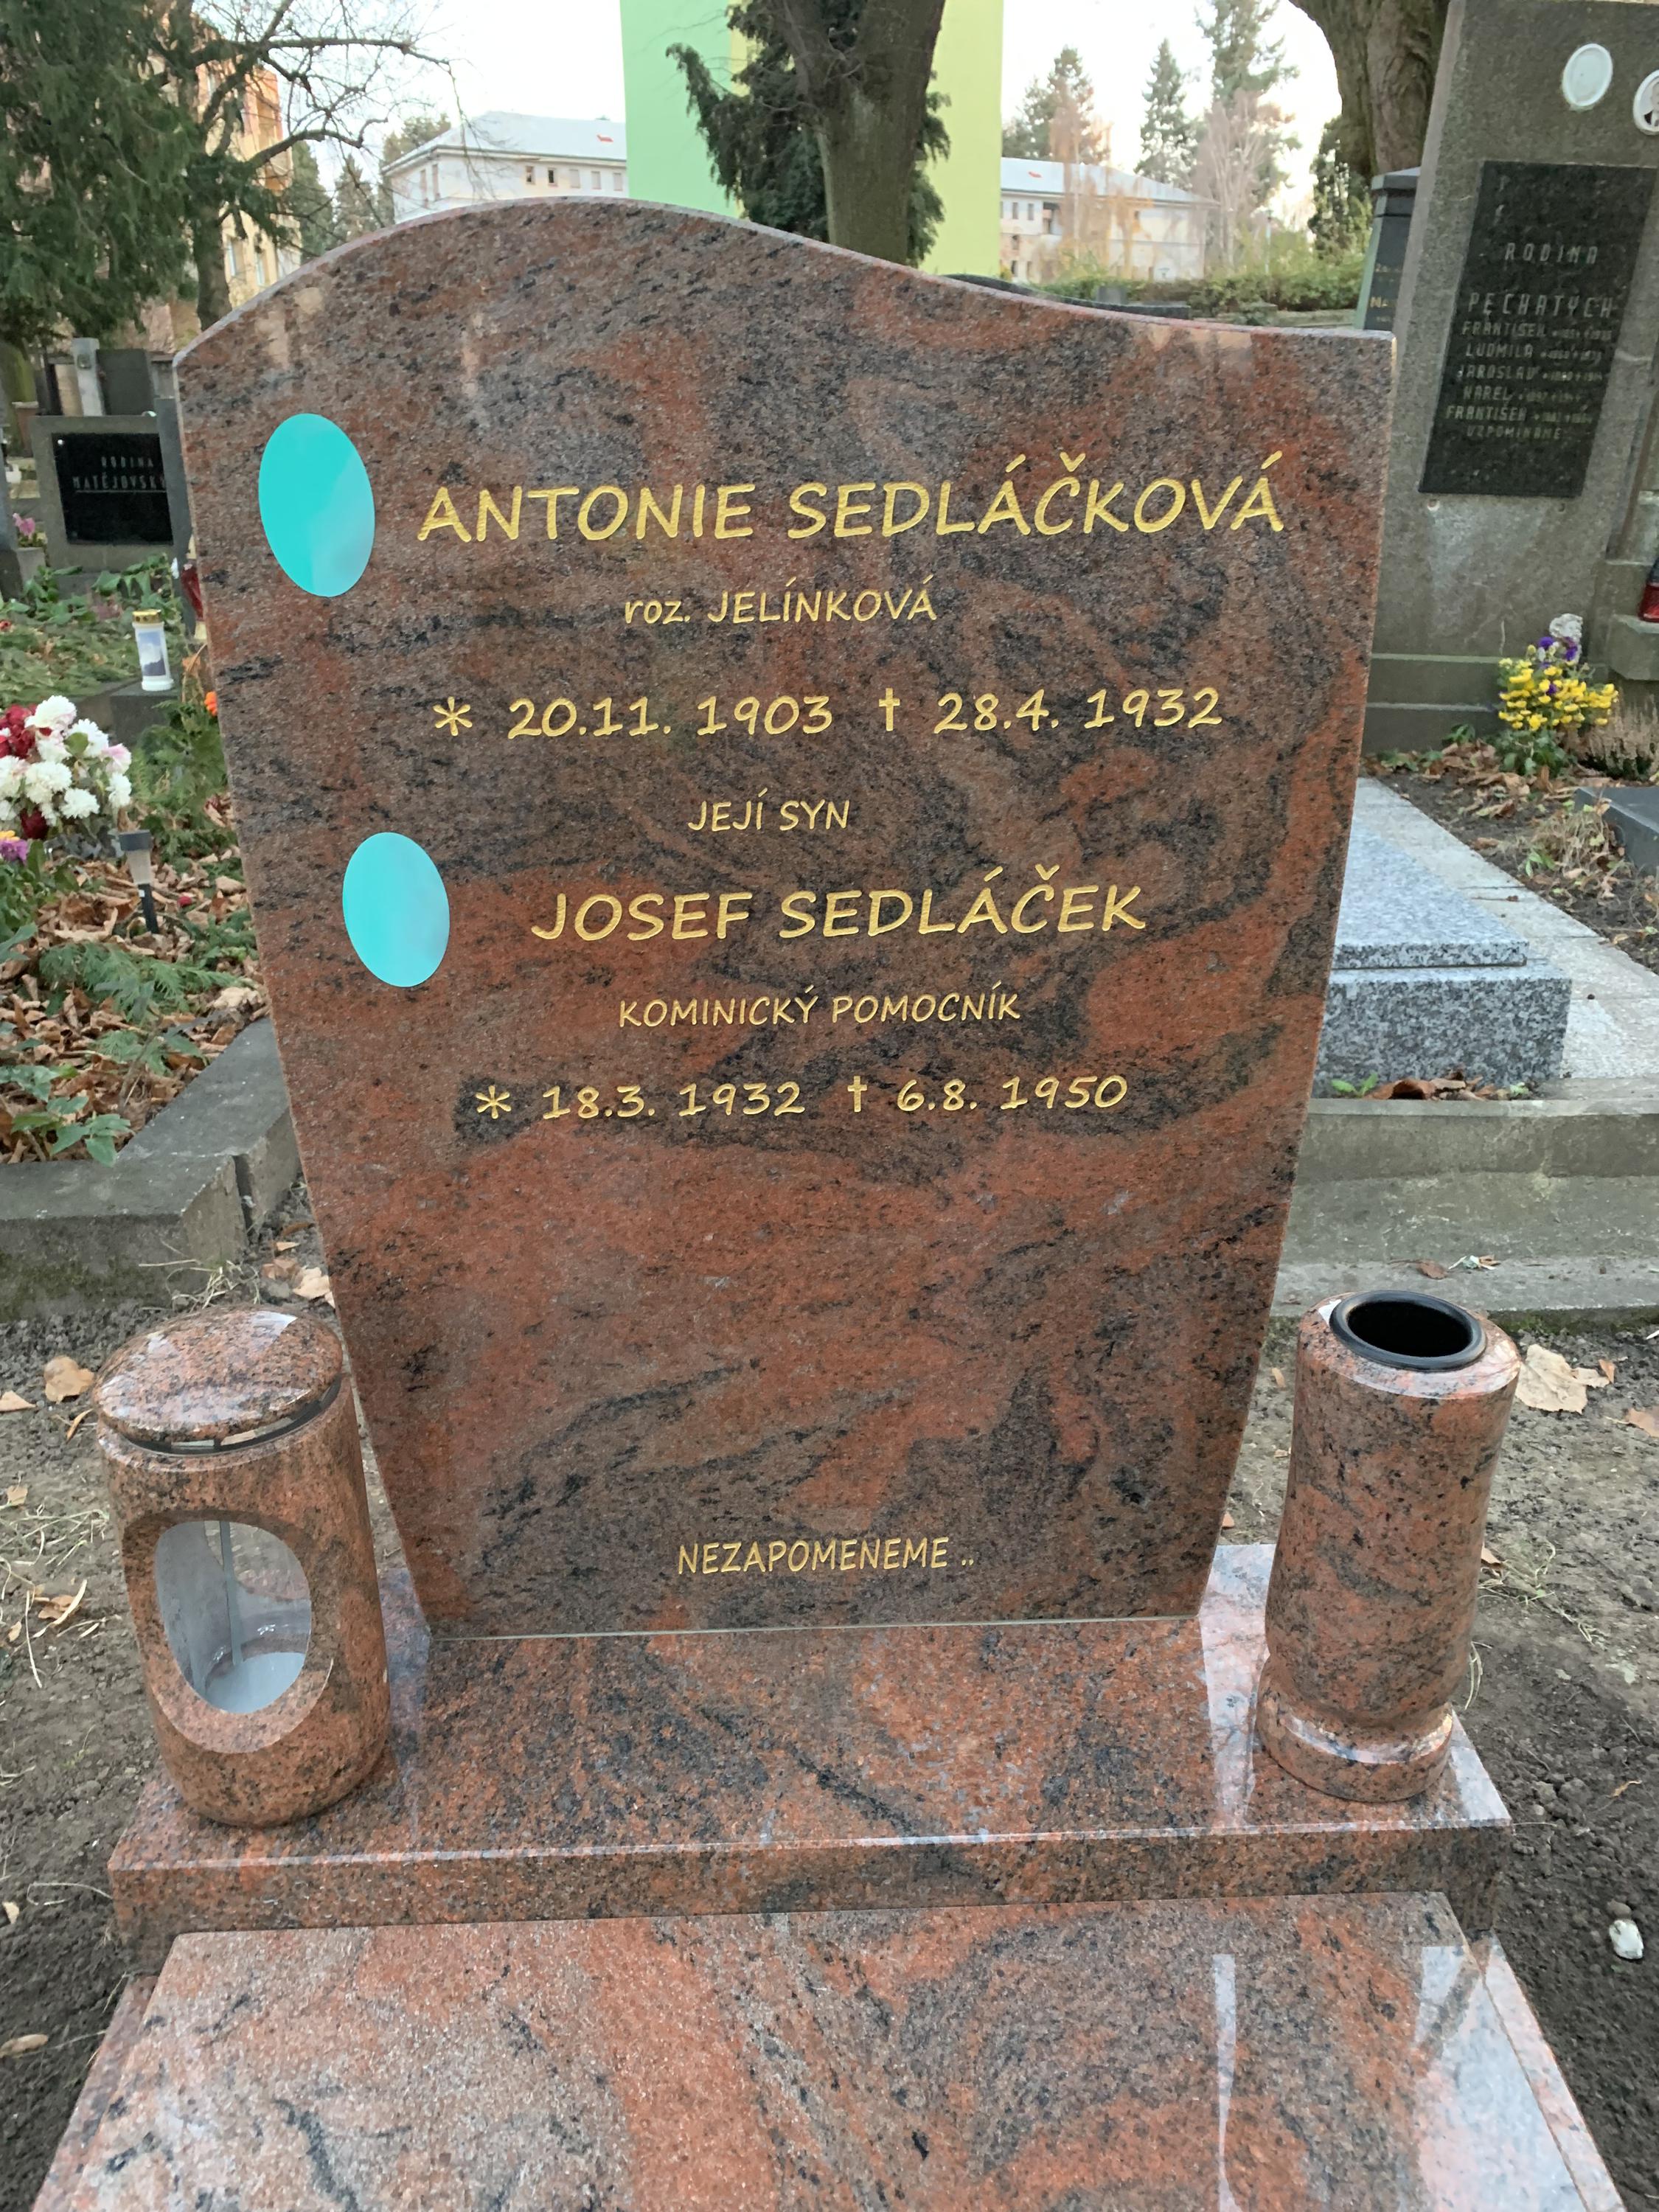 ANTONIE SEDLÁČKOVÁ
roz. JELÍNKOVÁ
* 20.11. 1903 † 28.4. 1932
JEJÍ SYN
JOSEF SEDLÁČEK
KOMINICKÝ POMOCNÍK
* 18.3. 1932 † 6.8. 1950
NEZAPOMENEME ..
RODINA
PECHATÝCH
FRANTIŠEK
LUDMILA
JAROSLAV
KAREL
FRANTIŠEK
VZPOMÍNÁME
RODINA